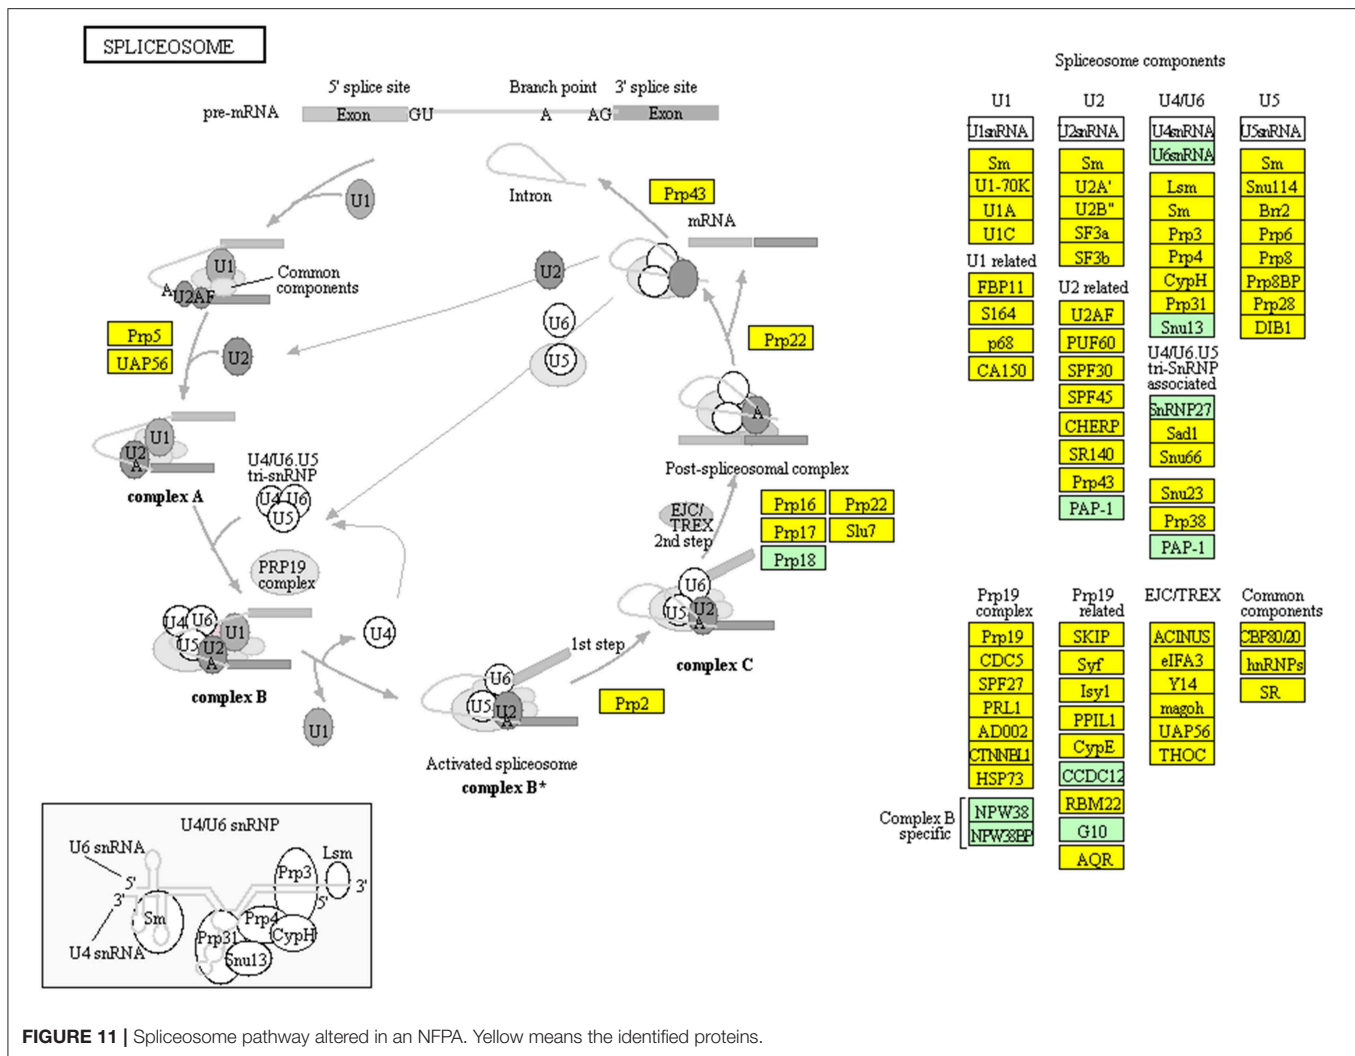 SPLICEOSOME
5' splice site
Branch point
3' splice site
pre-mRNA
Exon
GU
A
AG
Exon
U1
Intron
Prp43
mRNA
U1
Common
components
A
U2AF
U2
U6
U5
Prp5
UAP56
U2
Prp22
U1
U2
A
complex A
U4/U6.U5
tri-snRNP
U4 U6
U5
A
Post-spliceosomal complex
EJC/
TREX
2nd step
Prp16
Prp22
Prp17
Slu7
Prp18
PRP19
complex
U4 U6
U1
U5
U2
A
complex B
U4
U1
U6
U5 U2
A
complex C
1st step
U6
U5 U2
A
Prp2
Activated spliceosome
complex B*
U4/U6 snRNP
U6 snRNA
5'
3'
Sm
U4 snRNA
Prp3
Lsm
3'
5'
Prp4
Prp31
CypH
Snu13
Spliceosome components
U1
U1snRNA
Sm
U1-70K
U1A
U1C
U1 related
FBP11
S164
p68
CA150
U2
U2snRNA
Sm
U2A'
U2B"
SF3a
SF3b
U2 related
U2AF
PUF60
SPF30
SPF45
CHERP
SR140
Prp43
PAP-1
U4/U6
U4snRNA
U6snRNA
Lsm
Sm
Prp3
Prp4
CypH
Prp31
Snu13
U4/U6.U5
tri-SnRNP
associated
SnRNP27
Sad1
Snu66
Snu23
Prp38
PAP-1
U5
U5snRNA
Sm
Snu114
Brr2
Prp6
Prp8
Prp8BP
Prp28
DIB1
Prp19
complex
Prp19
CDC5
SPF27
PRL1
AD002
CTNNBL1
HSP73
Complex B
specific
NPW38
NPW38BP
Prp19
related
SKIP
Syf
Isy1
PPIL1
CypE
CCDC12
RBM22
G10
AQR
EJC/TREX
ACINUS
eIFA3
Y14
magoh
UAP56
THOC
Common
components
CBP80/20
hnRNPs
SR
FIGURE 11 | Spliceosome pathway altered in an NFPA. Yellow means the identified proteins.